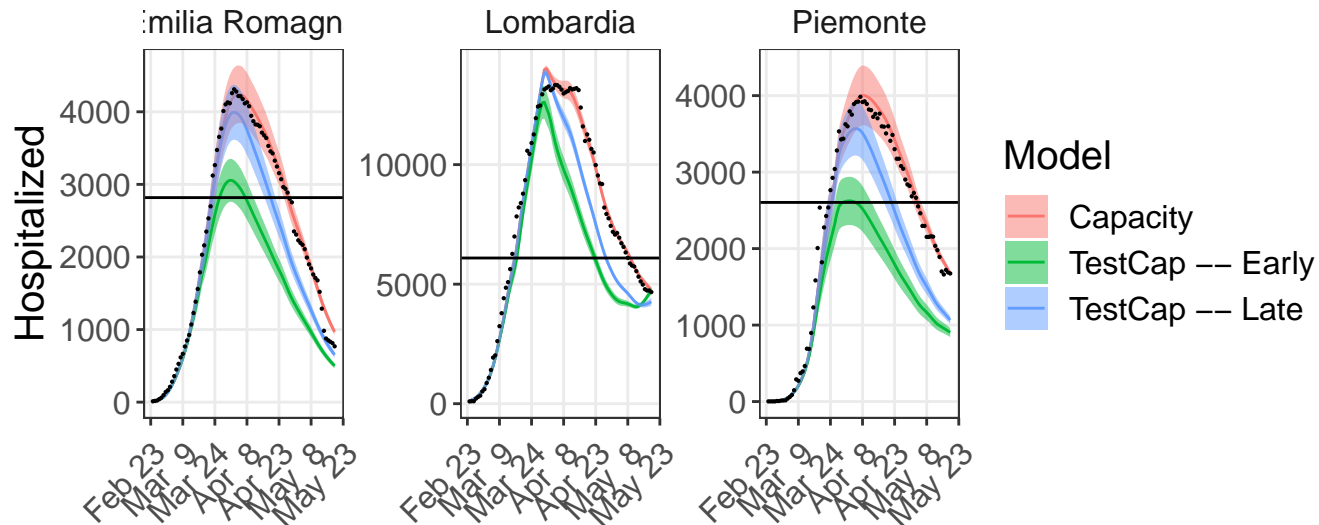 Emilia Romagn
Lombardia
Piemonte
Hospitalized
4000
3000
2000
1000
0
10000
5000
0
4000
3000
2000
1000
0
Feb 23
Mar 9
Mar 24
Apr 8
Apr 23
May 8
May 23
Feb 23
Mar 9
Mar 24
Apr 8
Apr 23
May 8
May 23
Feb 23
Mar 9
Mar 24
Apr 8
Apr 23
May 8
May 23
Model
Capacity
TestCap −− Early
TestCap −− Late